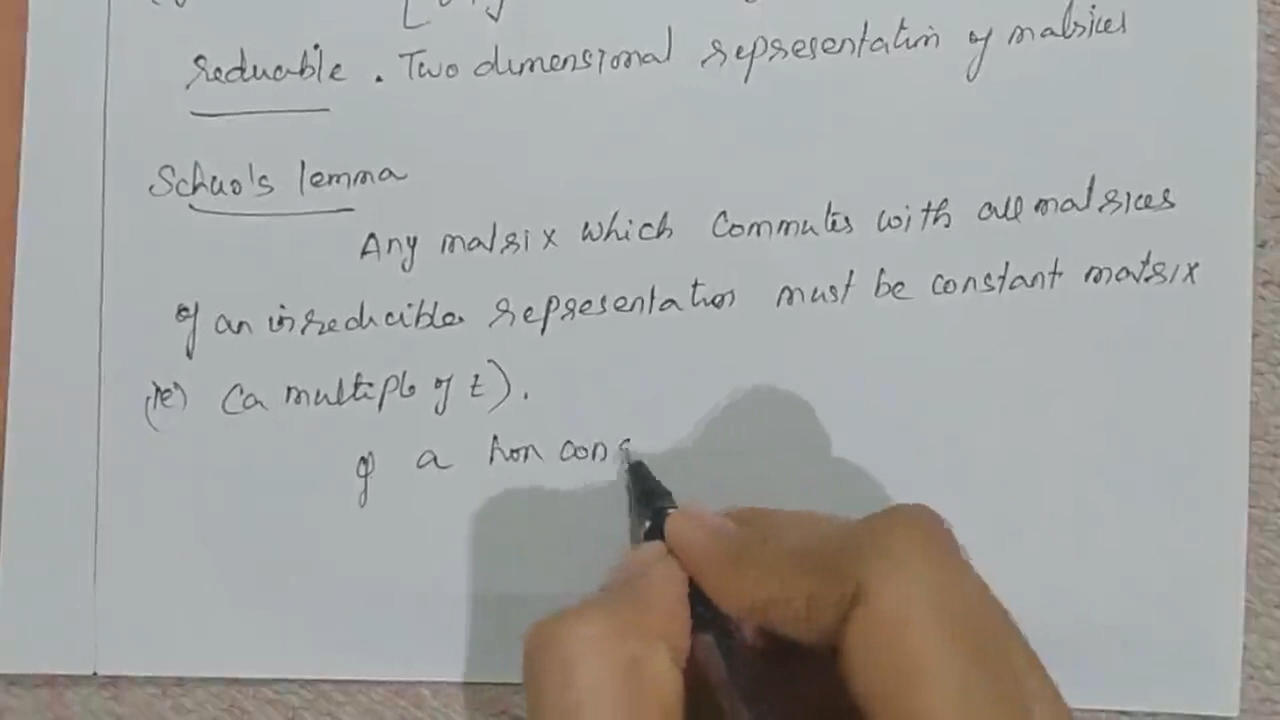 reducible. Two dimensional representation of matrices
Schur's lemma
Any matrix which commutes with all matrices
of an irreducible representation must be constant matrix
(ie) (a multiple of E).
If a non cons